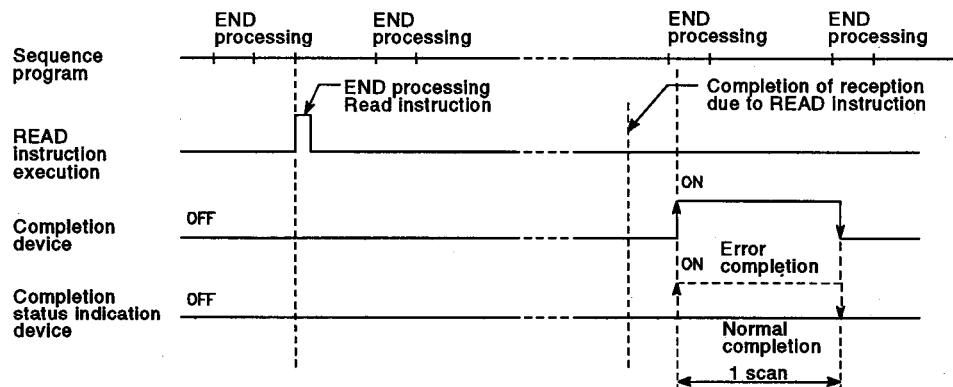 END
processing
END
processing
END
processing
END
processing
Sequence
program
END processing
Read instruction
Completion of reception
due to READ Instruction
READ
instruction
execution
ON
OFF
Completion
device
ON
Error
completion
OFF
Completion
status indication
device
Normal
completion
1 scan